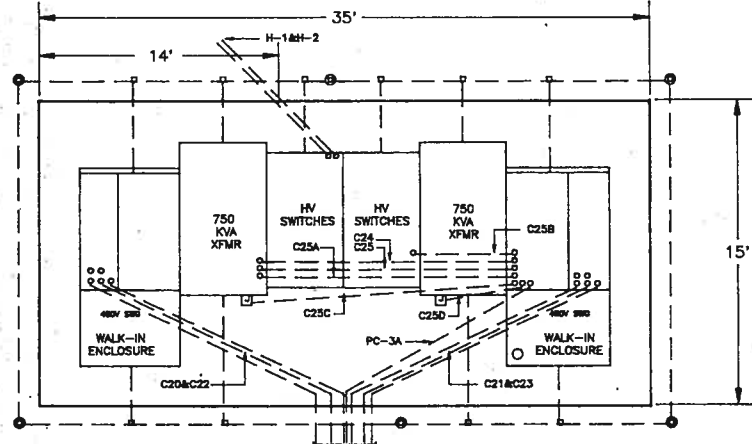 35'
14'
H-1&H-2
15'
750
KVA
XFMR
HV
SWITCHES
HV
SWITCHES
750
KVA
XFMR
C25B
C24
C25
C25A
C25C
C25D
480V SWG
WALK-IN
ENCLOSURE
PC-3A
480V SWG
WALK-IN
ENCLOSURE
C20&C22
C21&C23